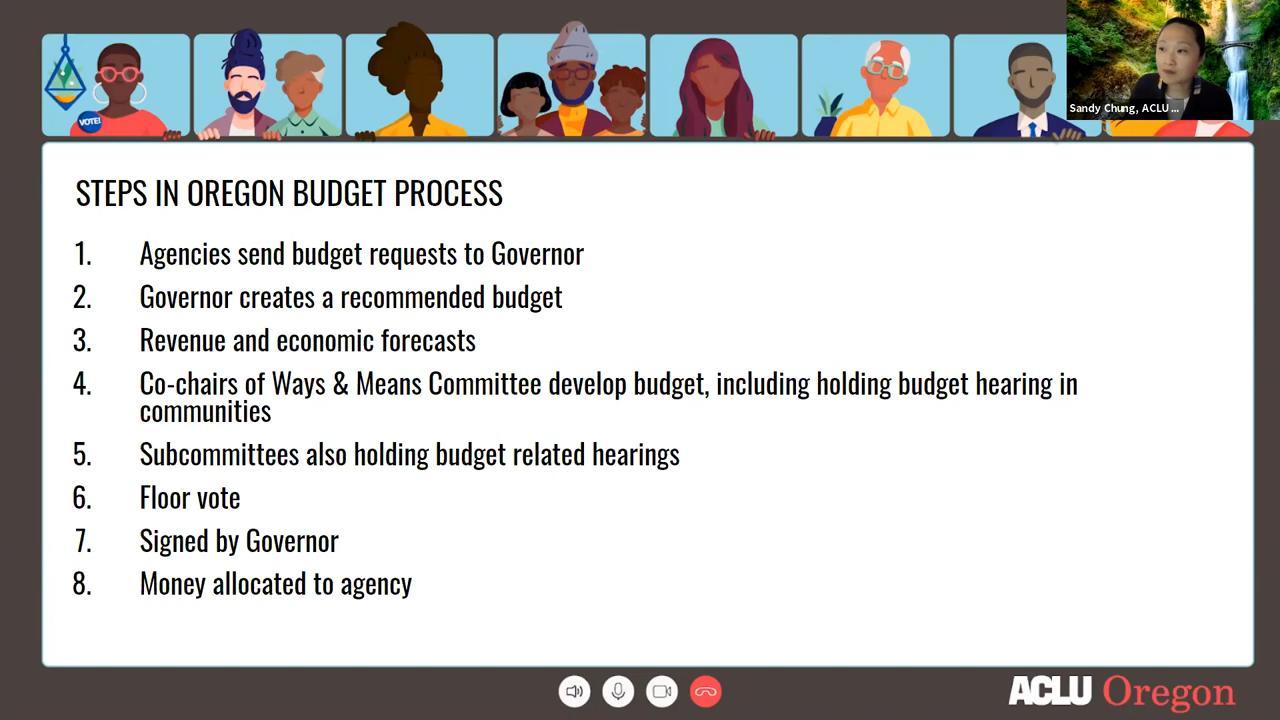 VOTE!
Sandy Chung, ACLU ...
STEPS IN OREGON BUDGET PROCESS
1. Agencies send budget requests to Governor
2. Governor creates a recommended budget
3. Revenue and economic forecasts
4. Co-chairs of Ways & Means Committee develop budget, including holding budget hearing in
communities
5. Subcommittees also holding budget related hearings
6. Floor vote
7. Signed by Governor
8. Money allocated to agency
ACLU Oregon